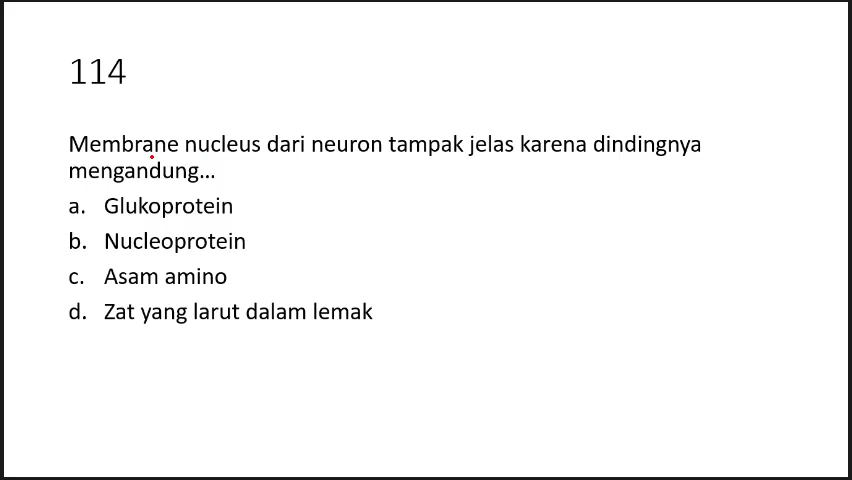 114
Membrane nucleus dari neuron tampak jelas karena dindingnya
mengandung...
a. Glukoprotein
b. Nucleoprotein
c. Asam amino
d. Zat yang larut dalam lemak